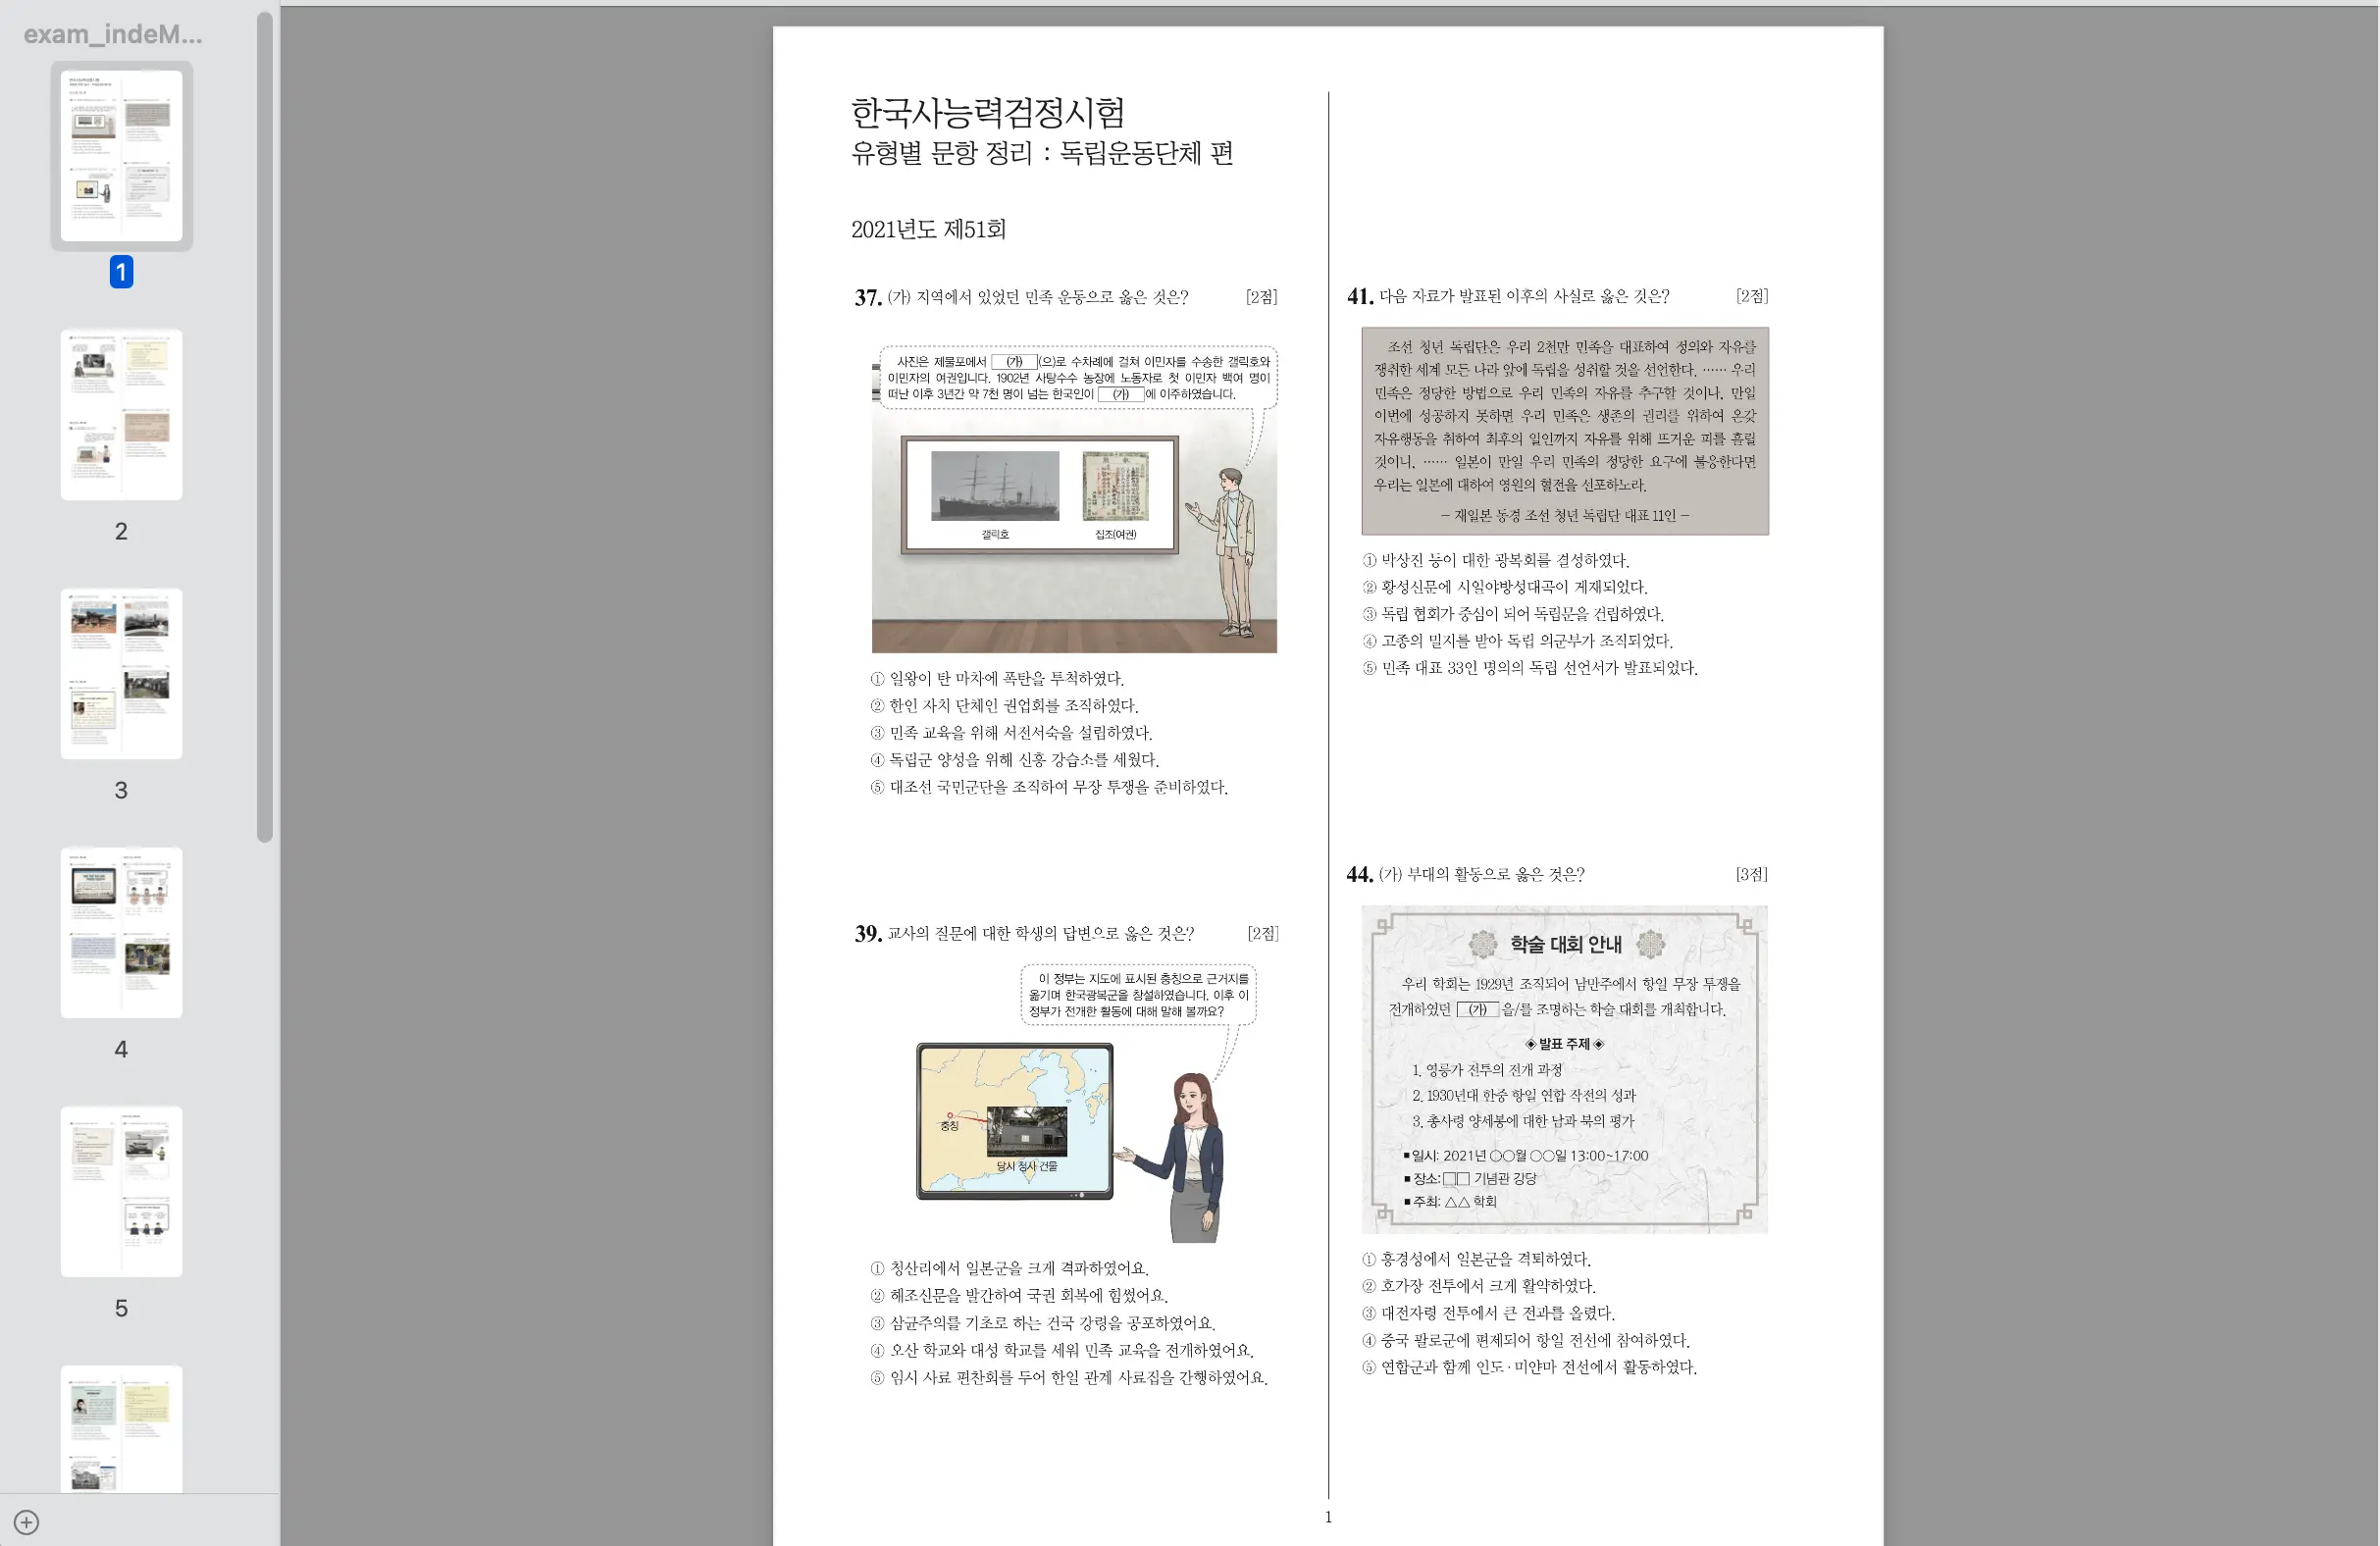 exam_indeM...
1
2
3
4
5
한국사능력검정시험
유형별 문항 정리 : 독립운동단체 편
2021년도 제51회
37. (가) 지역에서 있었던 민족 운동으로 옳은 것은? [2점]
사진은 제물포에서 (가) (으)로 수차례에 걸쳐 이민자를 수송한 갤릭호와
이민자의 여권입니다. 1902년 사탕수수 농장에 노동자로 첫 이민자 백여 명이
떠난 이후 3년간 약 7천 명이 넘는 한국인이 (가) 에 이주하였습니다.
갤릭호
집조(여권)
① 일왕이 탄 마차에 폭탄을 투척하였다.
② 한인 자치 단체인 권업회를 조직하였다.
③ 민족 교육을 위해 서전서숙을 설립하였다.
④ 독립군 양성을 위해 신흥 강습소를 세웠다.
⑤ 대조선 국민군단을 조직하여 무장 투쟁을 준비하였다.
39. 교사의 질문에 대한 학생의 답변으로 옳은 것은? [2점]
이 정부는 지도에 표시된 충칭으로 근거지를
옮기며 한국광복군을 창설하였습니다. 이후 이
정부가 전개한 활동에 대해 말해 볼까요?
충칭
당시 청사 건물
① 청산리에서 일본군을 크게 격파하였어요.
② 해조신문을 발간하여 국권 회복에 힘썼어요.
③ 삼균주의를 기초로 하는 건국 강령을 공포하였어요.
④ 오산 학교와 대성 학교를 세워 민족 교육을 전개하였어요.
⑤ 임시 사료 편찬회를 두어 한일 관계 사료집을 간행하였어요.
41. 다음 자료가 발표된 이후의 사실로 옳은 것은? [2점]
조선 청년 독립단은 우리 2천만 민족을 대표하여 정의와 자유를
쟁취한 세계 모든 나라 앞에 독립을 성취할 것을 선언한다. …… 우리
민족은 정당한 방법으로 우리 민족의 자유를 추구할 것이나, 만일
이번에 성공하지 못하면 우리 민족은 생존의 권리를 위하여 온갖
자유행동을 취하여 최후의 일인까지 자유를 위해 뜨거운 피를 흘릴
것이니, …… 일본이 만일 우리 민족의 정당한 요구에 불응한다면
우리는 일본에 대하여 영원의 혈전을 선포하노라.
– 재일본 동경 조선 청년 독립단 대표 11인 –
① 박상진 등이 대한 광복회를 결성하였다.
② 황성신문에 시일야방성대곡이 게재되었다.
③ 독립 협회가 중심이 되어 독립문을 건립하였다.
④ 고종의 밀지를 받아 독립 의군부가 조직되었다.
⑤ 민족 대표 33인 명의의 독립 선언서가 발표되었다.
44. (가) 부대의 활동으로 옳은 것은? [3점]
학술 대회 안내
우리 학회는 1929년 조직되어 남만주에서 항일 무장 투쟁을
전개하였던 (가) 을/를 조명하는 학술 대회를 개최합니다.
◈ 발표 주제 ◈
1. 영릉가 전투의 전개 과정
2. 1930년대 한중 항일 연합 작전의 성과
3. 총사령 양세봉에 대한 남과 북의 평가
■ 일시: 2021년 ○○월 ○○일 13:00~17:00
■ 장소: □□ 기념관 강당
■ 주최: △△ 학회
① 흥경성에서 일본군을 격퇴하였다.
② 호가장 전투에서 크게 활약하였다.
③ 대전자령 전투에서 큰 전과를 올렸다.
④ 중국 팔로군에 편제되어 항일 전선에 참여하였다.
⑤ 연합군과 함께 인도·미얀마 전선에서 활동하였다.
1